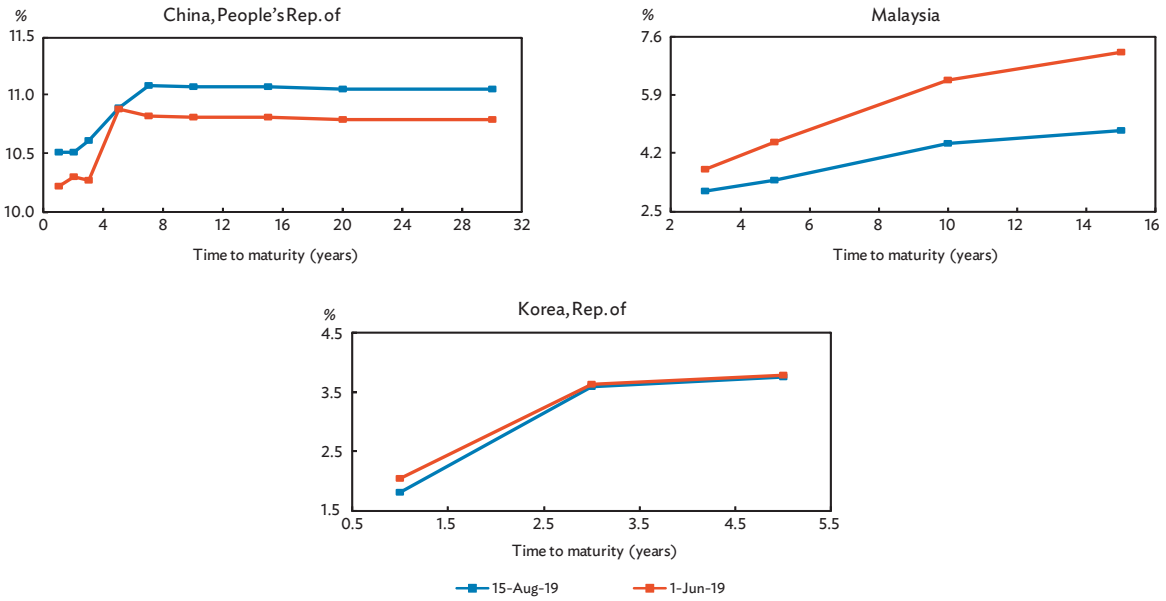 China, People's Rep. of
%
11.5
11.0
10.5
10.0
0 4 8 12 16 20 24 28 32
Time to maturity (years)
Malaysia
%
7.6
5.9
4.2
2.5
2 4 6 8 10 12 14 16
Time to maturity (years)
Korea, Rep. of
%
4.5
3.5
2.5
1.5
0.5 1.5 2.5 3.5 4.5 5.5
Time to maturity (years)
15-Aug-19 1-Jun-19